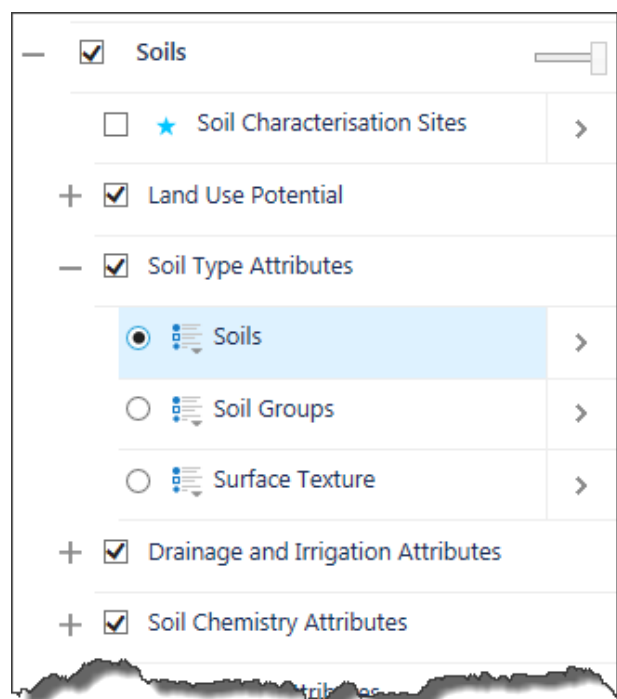 Soils
Soil Characterisation Sites
Land Use Potential
Soil Type Attributes
Soils
Soil Groups
Surface Texture
Drainage and Irrigation Attributes
Soil Chemistry Attributes